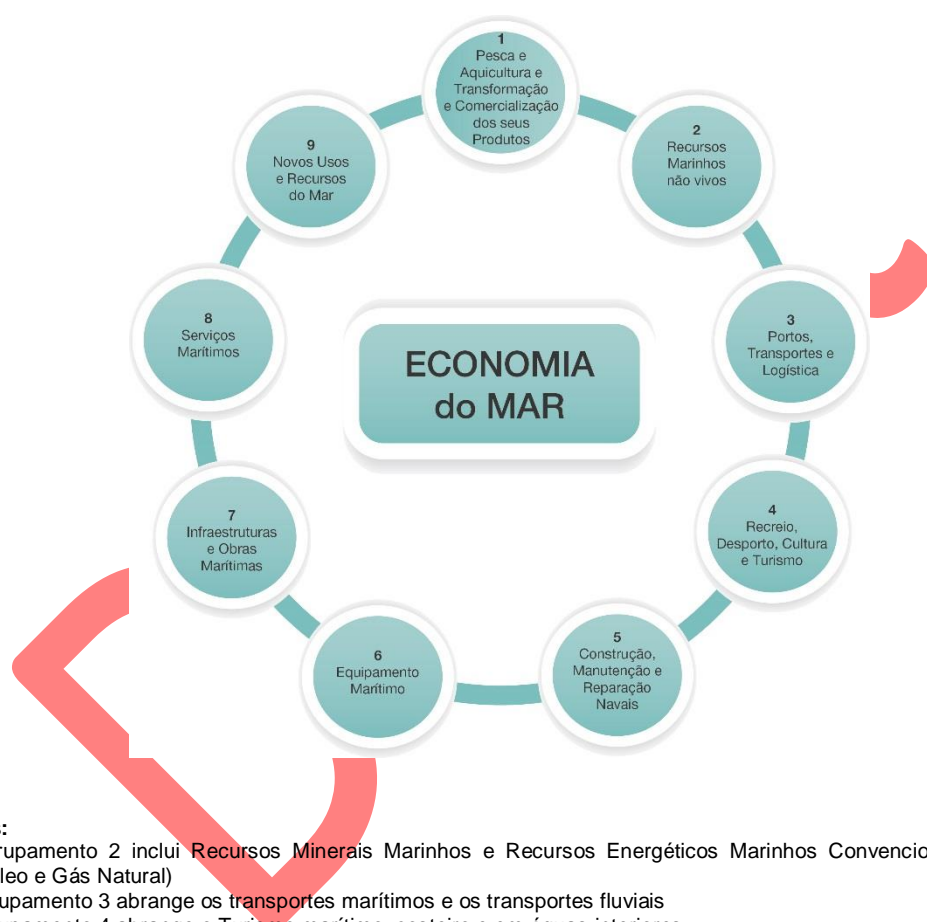 1
Pesca e
Aquicultura e
Transformação
e Comercialização
dos seus
Produtos
2
Recursos
Marinhos
não vivos
3
Portos,
Transportes e
Logística
4
Recreio,
Desporto, Cultura
e Turismo
5
Construção,
Manutenção e
Reparação
Navais
6
Equipamento
Marítimo
7
Infraestruturas
e Obras
Marítimas
8
Serviços
Marítimos
9
Novos Usos
e Recursos
do Mar
ECONOMIA
do MAR
rupamento 2 inclui Recursos Minerais Marinhos e Recursos Energéticos Marinhos Convencio
leo e Gás Natural)
upamento 3 abrange os transportes marítimos e os transportes fluviais